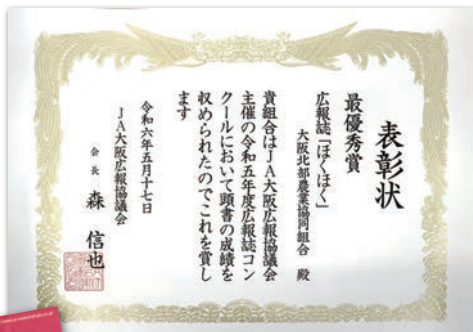 表彰状
最優秀賞
広報誌「ほくほく」
大阪北部農業協同組合 殿
貴組合はJA大阪広報協議会
主催の令和五年度広報誌コン
クールにおいて頭書の成績を
収められたのでこれを賞し
ます
令和六年五月十七日
JA大阪広報協議会
会長 森 信也